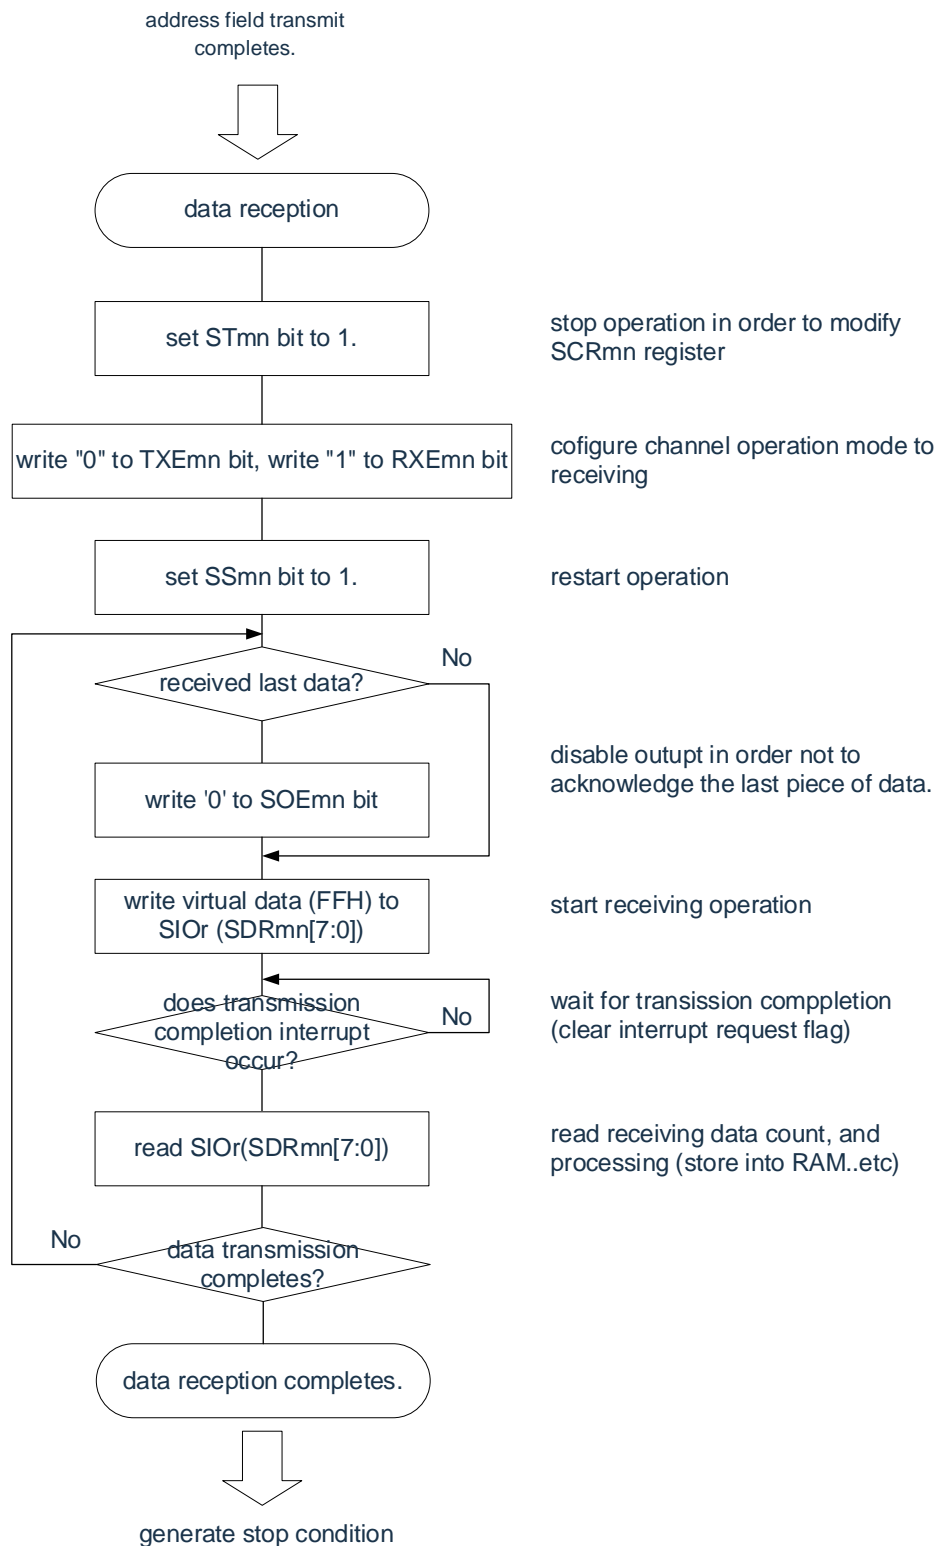 address field transmit
completes.
data reception
set STmn bit to 1.
stop operation in order to modify
SCRmn register
write "0" to TXEmn bit, write "1" to RXEmn bit
cofigure channel operation mode to
receiving
set SSmn bit to 1.
restart operation
No
received last data?
disable outupt in order not to
acknowledge the last piece of data.
write '0' to SOEmn bit
write virtual data (FFH) to
SIOr (SDRmn[7:0])
start receiving operation
does transmission
completion interrupt
occur?
No
wait for transission comppletion
(clear interrupt request flag)
read SIOr(SDRmn[7:0])
read receiving data count, and
processing (store into RAM..etc)
No
data transmission
completes?
data reception completes.
generate stop condition